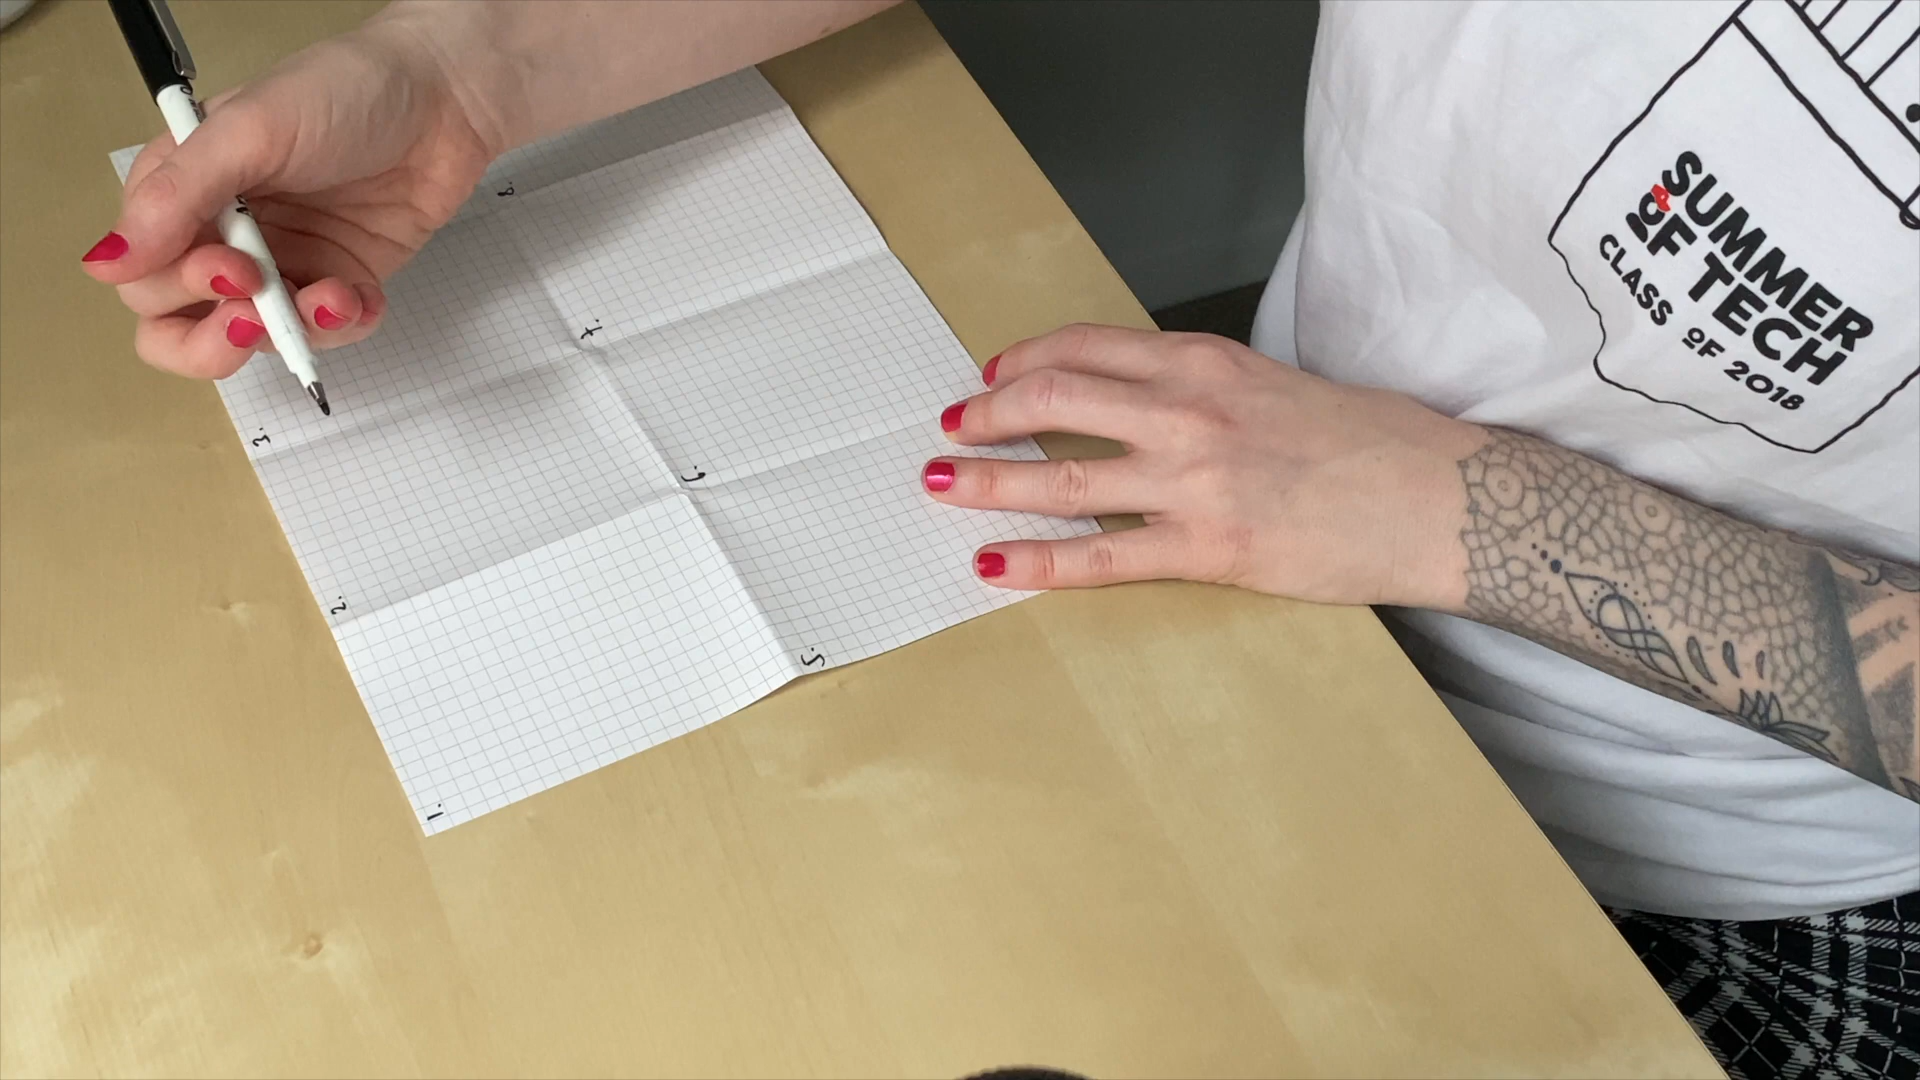 SUMMER
OF TECH
CLASS OF 2018
1.
2.
3.
5.
6.
7.
8.